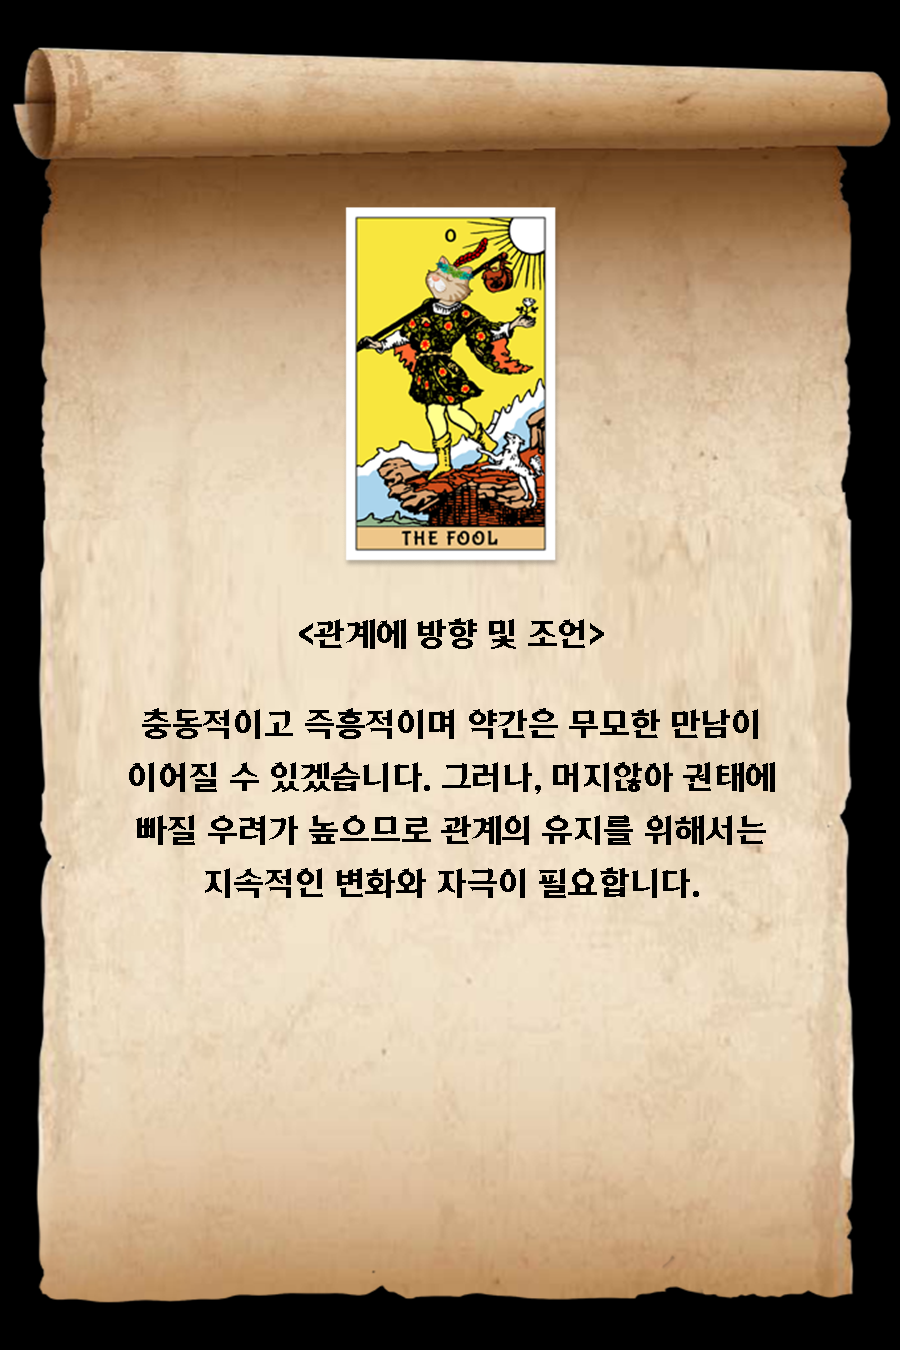 0
THE FOOL
<관계에 방향 및 조언>
충동적이고 즉흥적이며 약간은 무모한 만남이
이어질 수 있겠습니다. 그러나, 머지않아 권태에
빠질 우려가 높으므로 관계의 유지를 위해서는
지속적인 변화와 자극이 필요합니다.